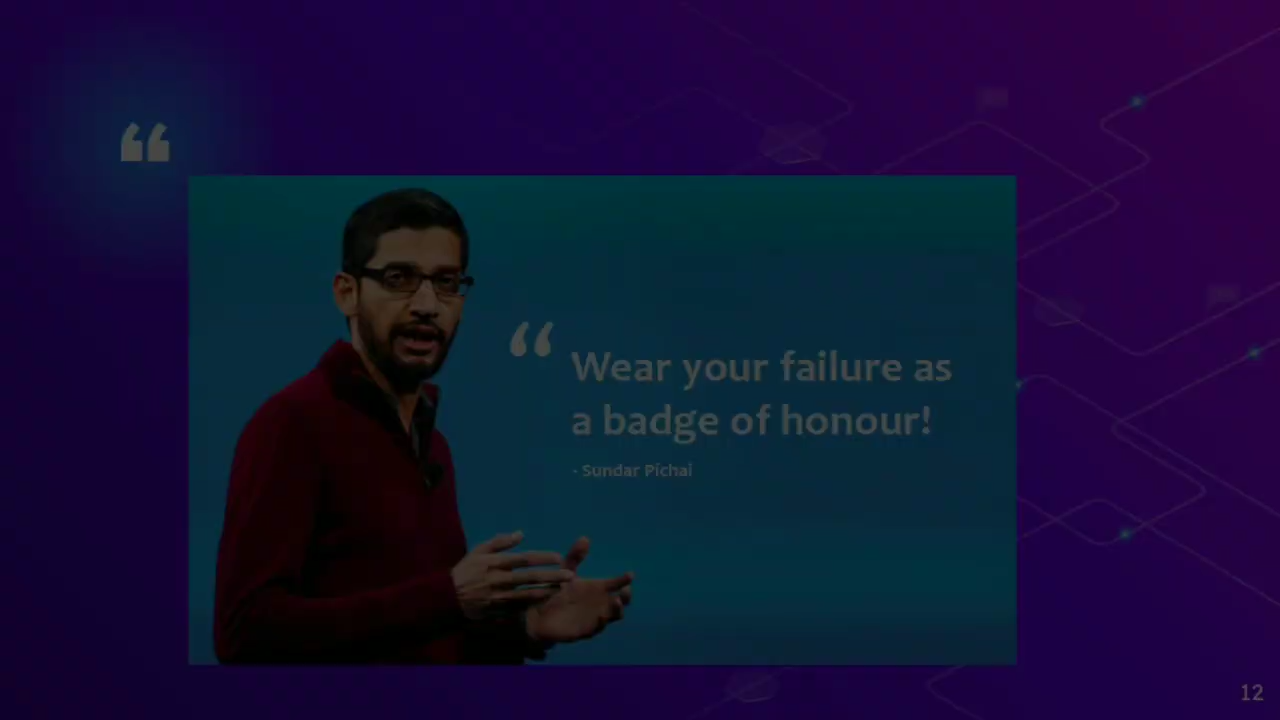 “
“ Wear your failure as
a badge of honour!
- Sundar Pichai
12